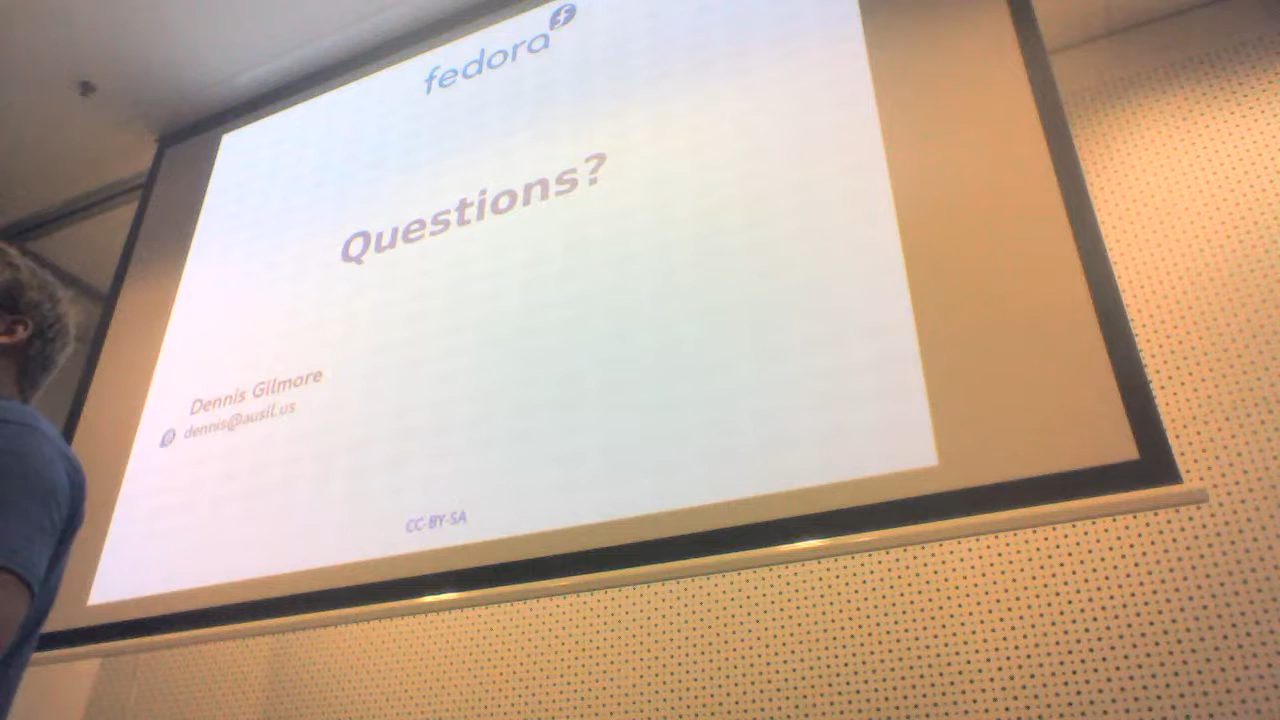 fedora
Questions?
Dennis Gilmore
dennis@ausil.us
CC-BY-SA